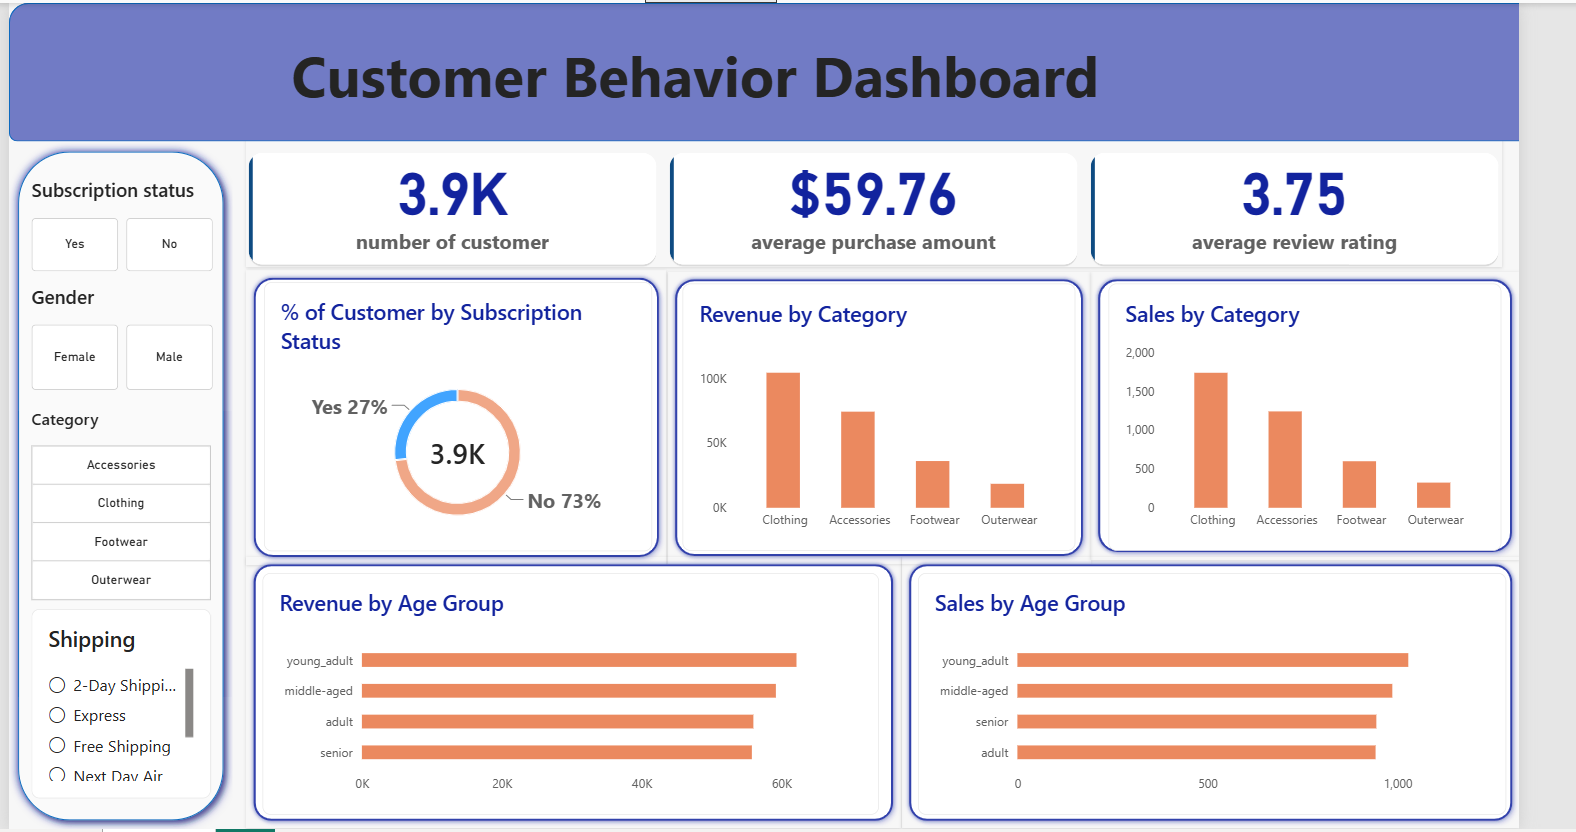 Customer Behavior Dashboard
Subscription status
Yes
No
Gender
Female
Male
Category
Accessories
Clothing
Footwear
Outerwear
Shipping
2-Day Shippi...
Express
Free Shipping
Next Day Air
3.9K
number of customer
$59.76
average purchase amount
3.75
average review rating
% of Customer by Subscription
Status
Yes 27%
3.9K
No 73%
Revenue by Category
100K
50K
0K
Clothing
Accessories
Footwear
Outerwear
Sales by Category
2,000
1,500
1,000
500
0
Clothing
Accessories
Footwear
Outerwear
Revenue by Age Group
young_adult
middle-aged
adult
senior
0K
20K
40K
60K
Sales by Age Group
young_adult
middle-aged
senior
adult
0
500
1,000